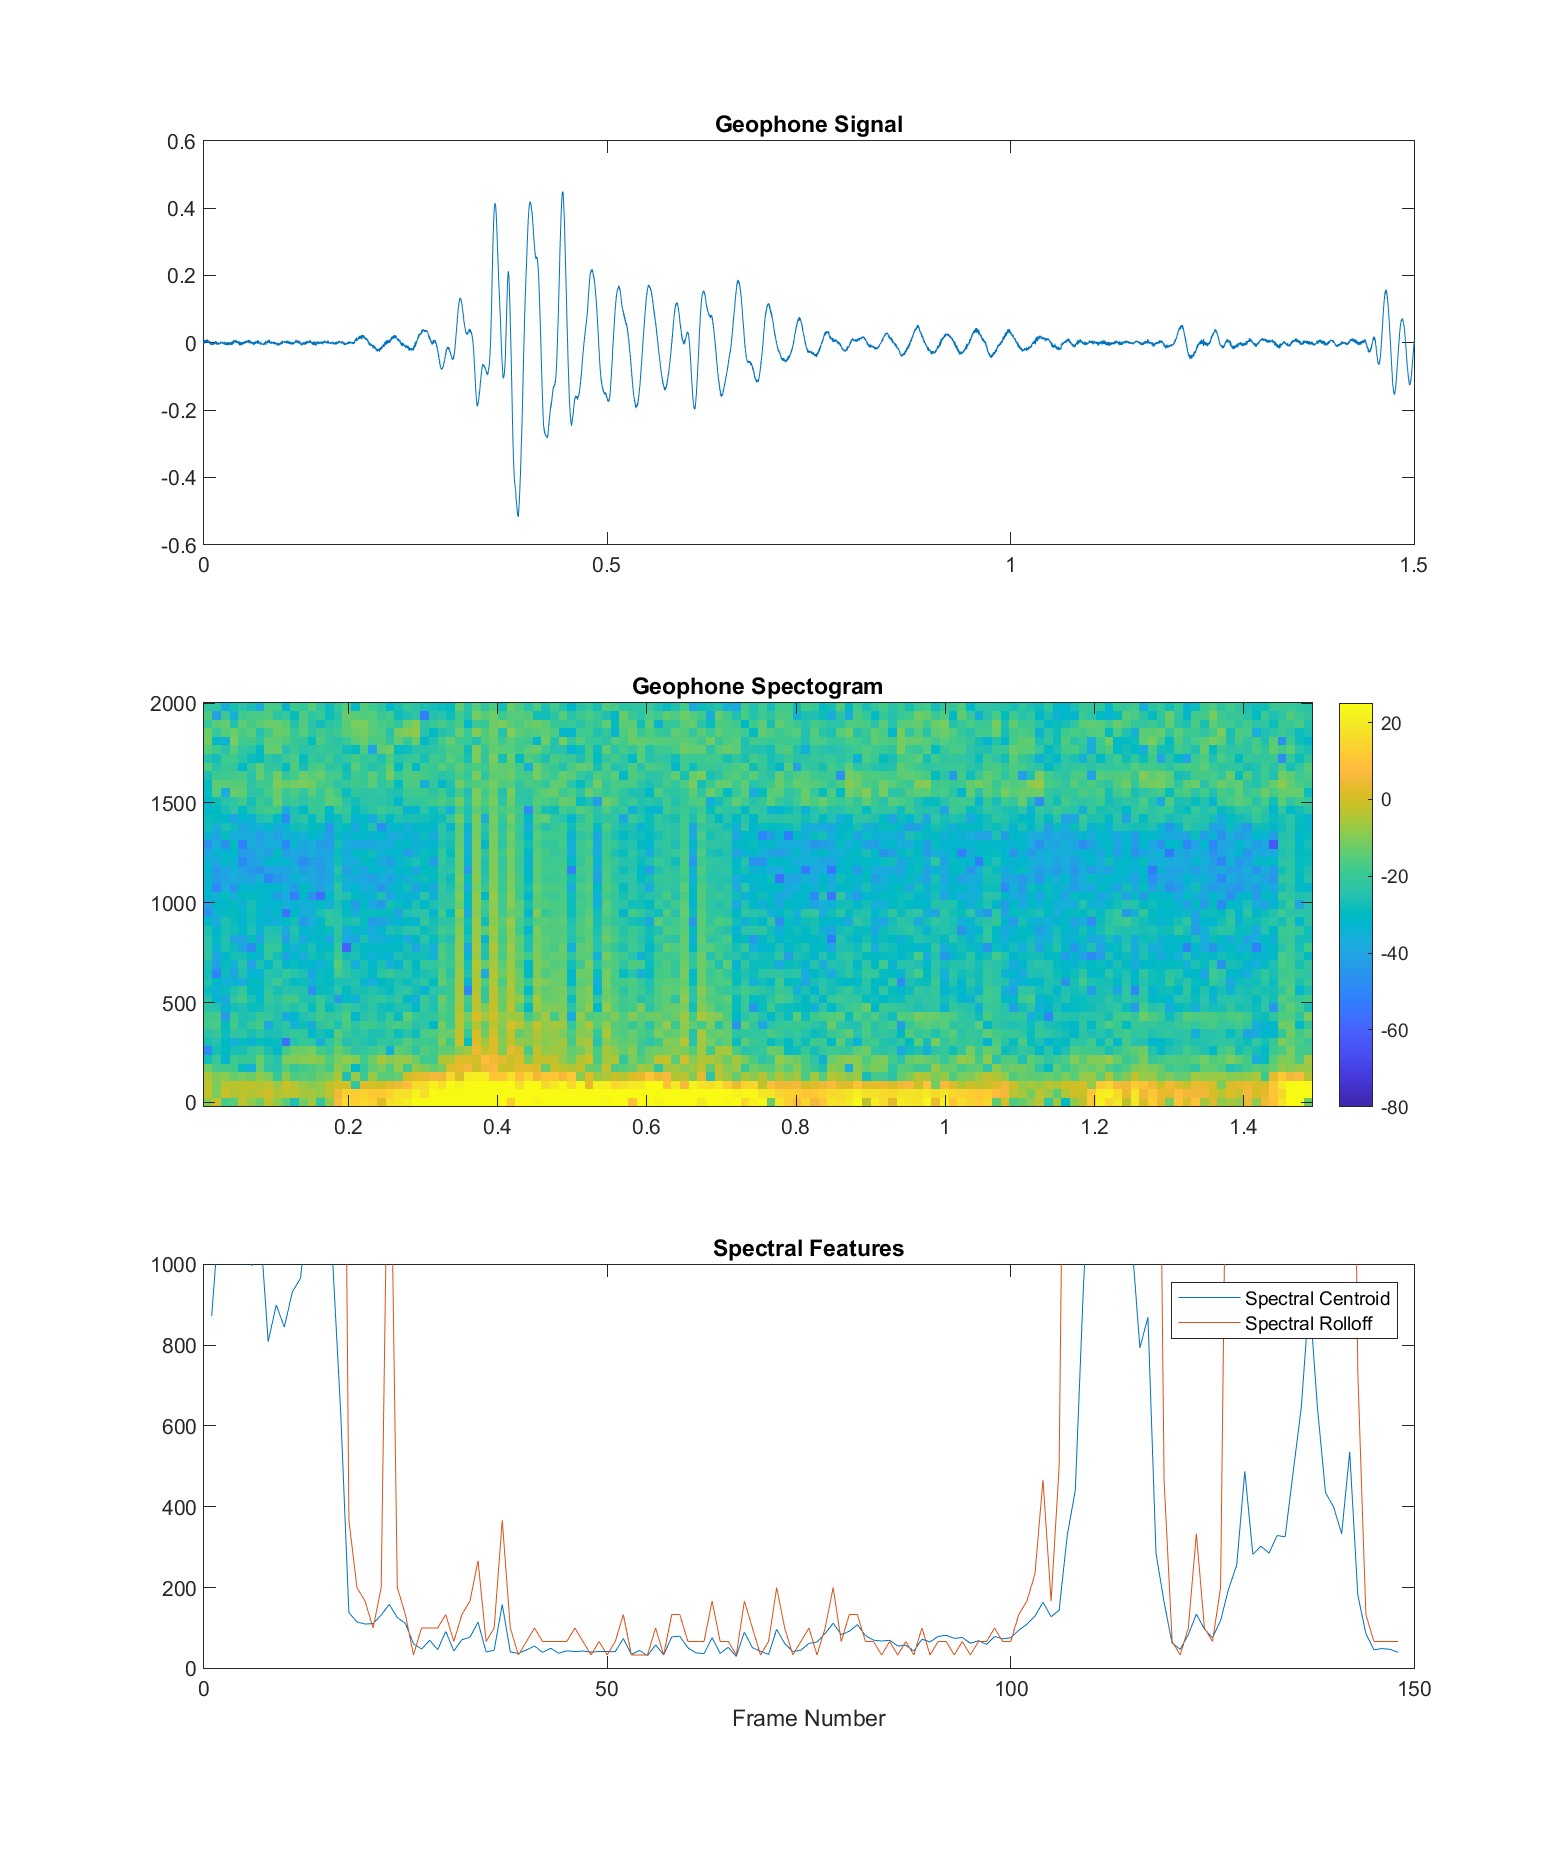 Geophone Signal
0.6
0.4
0.2
0
-0.2
-0.4
-0.6
0 0.5 1 1.5
Geophone Spectogram
2000
1500
1000
500
0
20
0
-20
-40
-60
-80
0.2 0.4 0.6 0.8 1 1.2 1.4
Spectral Features
1000
800
600
400
200
0
Spectral Centroid
Spectral Rolloff
0 50 100 150
Frame Number